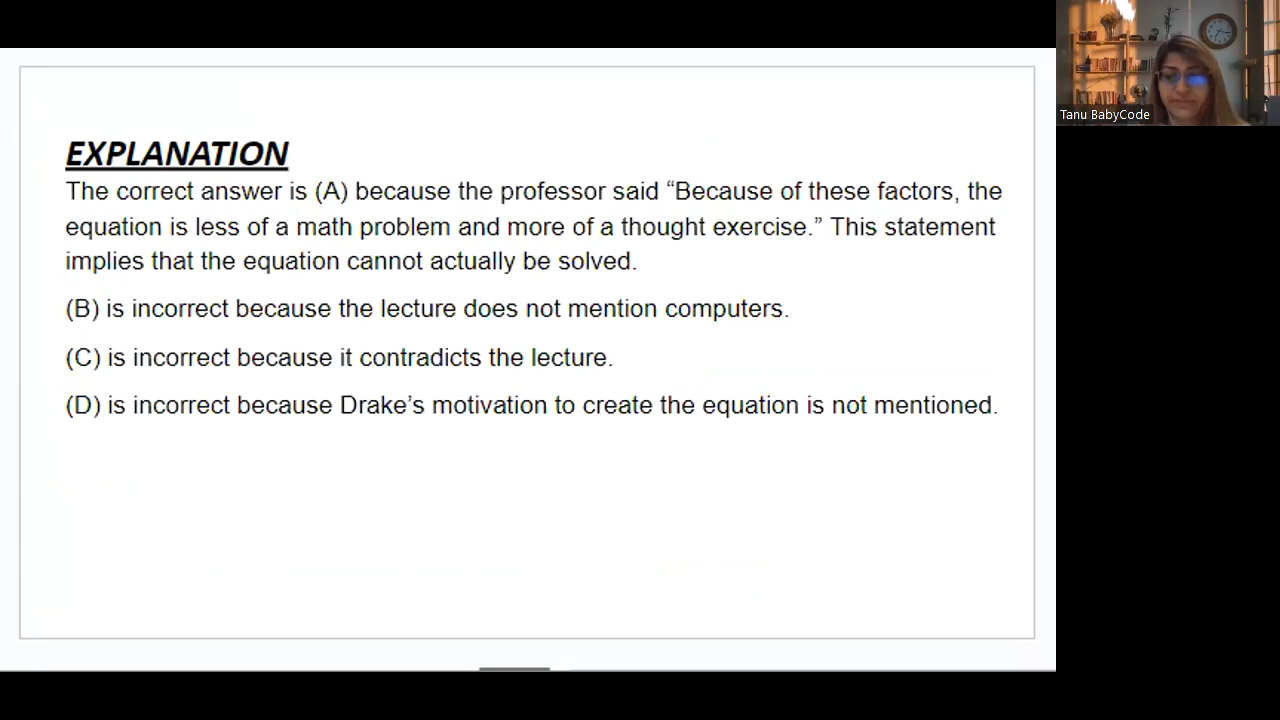 EXPLANATION
The correct answer is (A) because the professor said “Because of these factors, the
equation is less of a math problem and more of a thought exercise.” This statement
implies that the equation cannot actually be solved.
(B) is incorrect because the lecture does not mention computers.
(C) is incorrect because it contradicts the lecture.
(D) is incorrect because Drake’s motivation to create the equation is not mentioned.
Tanu BabyCode